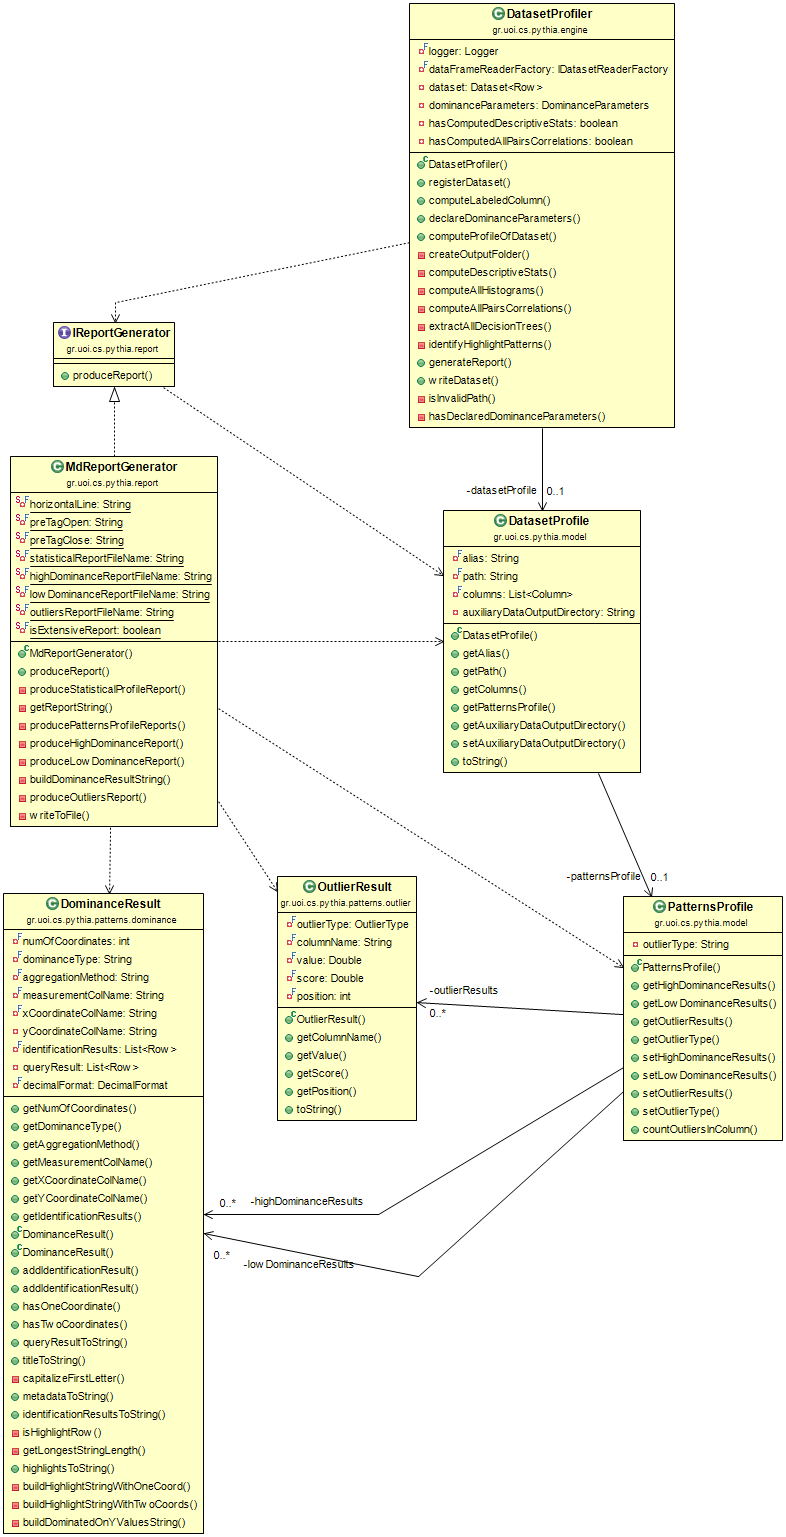 DatasetProfiler
gr.uoi.cs.pythia.engine
logger: Logger
dataFrameReaderFactory: IDatasetReaderFactory
dataset: Dataset<Row>
dominanceParameters: DominanceParameters
hasComputedDescriptiveStats: boolean
hasComputedAllPairsCorrelations: boolean
DatasetProfiler()
registerDataset()
computeLabeledColumn()
declareDominanceParameters()
computeProfileOfDataset()
createOutputFolder()
computeDescriptiveStats()
computeAllHistograms()
computeAllPairsCorrelations()
extractAllDecisionTrees()
identifyHighlightPatterns()
generateReport()
writeDataset()
isInvalidPath()
hasDeclaredDominanceParameters()
IReportGenerator
gr.uoi.cs.pythia.report
produceReport()
-datasetProfile 0..1
MdReportGenerator
gr.uoi.cs.pythia.report
horizontalLine: String
preTagOpen: String
preTagClose: String
statisticalReportFileName: String
highDominanceReportFileName: String
lowDominanceReportFileName: String
outliersReportFileName: String
isExtensiveReport: boolean
MdReportGenerator()
produceReport()
produceStatisticalProfileReport()
getReportString()
producePatternsProfileReports()
produceHighDominanceReport()
produceLowDominanceReport()
buildDominanceResultString()
produceOutliersReport()
writeToFile()
DatasetProfile
gr.uoi.cs.pythia.model
alias: String
path: String
columns: List<Column>
auxiliaryDataOutputDirectory: String
DatasetProfile()
getAlias()
getPath()
getColumns()
getPatternsProfile()
getAuxiliaryDataOutputDirectory()
setAuxiliaryDataOutputDirectory()
toString()
-patternsProfile 0..1
DominanceResult
gr.uoi.cs.pythia.patterns.dominance
numOfCoordinates: int
dominanceType: String
aggregationMethod: String
measurementColName: String
xCoordinateColName: String
yCoordinateColName: String
identificationResults: List<Row>
queryResult: List<Row>
decimalFormat: DecimalFormat
getNumOfCoordinates()
getDominanceType()
getAggregationMethod()
getMeasurementColName()
getXCoordinateColName()
getYCoordinateColName()
getIdentificationResults()
DominanceResult()
DominanceResult()
addIdentificationResult()
addIdentificationResult()
hasOneCoordinate()
hasTwoCoordinates()
queryResultToString()
titleToString()
capitalizeFirstLetter()
metadataToString()
identificationResultsToString()
isHighlightRow()
getLongestStringLength()
highlightsToString()
buildHighlightStringWithOneCoord()
buildHighlightStringWithTwoCoords()
buildDominatedOnYValuesString()
OutlierResult
gr.uoi.cs.pythia.patterns.outlier
outlierType: OutlierType
columnName: String
value: Double
score: Double
position: int
OutlierResult()
getColumnName()
getValue()
getScore()
getPosition()
toString()
-outlierResults
0..*
PatternsProfile
gr.uoi.cs.pythia.model
outlierType: String
PatternsProfile()
getHighDominanceResults()
getLowDominanceResults()
getOutlierResults()
getOutlierType()
setHighDominanceResults()
setLowDominanceResults()
setOutlierResults()
setOutlierType()
countOutliersInColumn()
0..* -highDominanceResults
0..* -lowDominanceResults